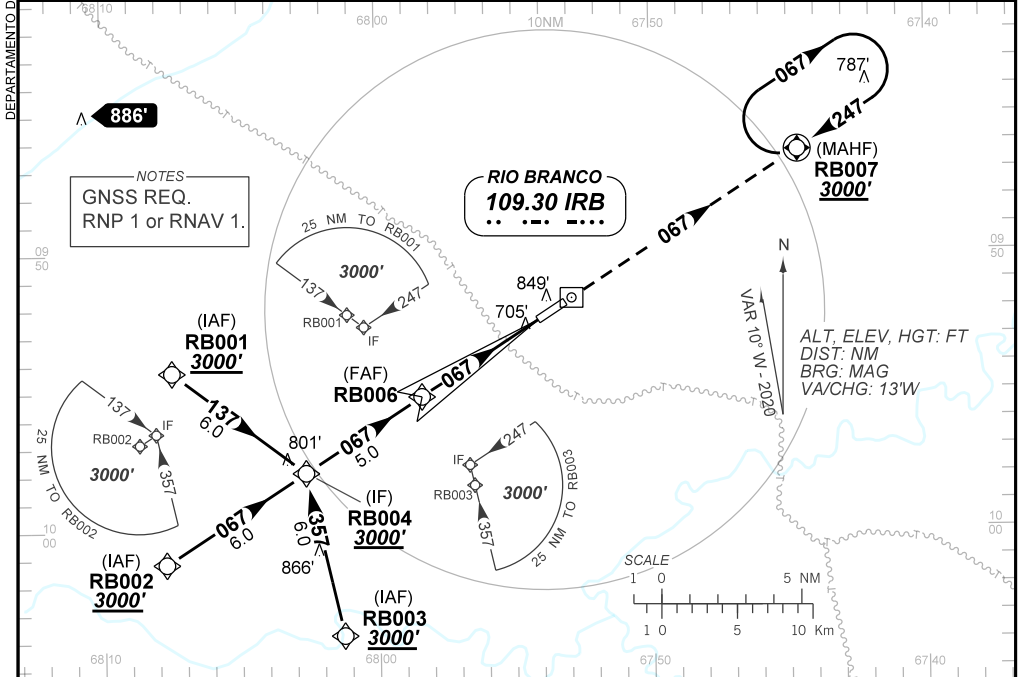 DEPARTAMENTO D
68/10
68/00
10NM
67/50
67/40
067
787'
247
886'
(MAHF)
RB007
3000'
NOTES
GNSS REQ.
RNP 1 or RNAV 1.
RIO BRANCO
109.30 IRB
067
25 NM TO RB001
3000'
137
247
RB001
IF
09
50
09
50
N
VAR 10° W - 2020
849'
705'
ALT, ELEV, HGT: FT
DIST: NM
BRG: MAG
VA/CHG: 13'W
(IAF)
RB001
3000'
(FAF)
RB006
067
137
6.0
137
IF
RB002
3000'
357
25 NM TO RB002
801'
067
5.0
247
IF
RB003
3000'
357
25 NM TO RB003
(IF)
RB004
3000'
067
6.0
357
6.0
866'
10
00
10
00
(IAF)
RB002
3000'
(IAF)
RB003
3000'
SCALE
1 0 5 NM
1 0 5 10 Km
68/10
68/00
67/50
67/40